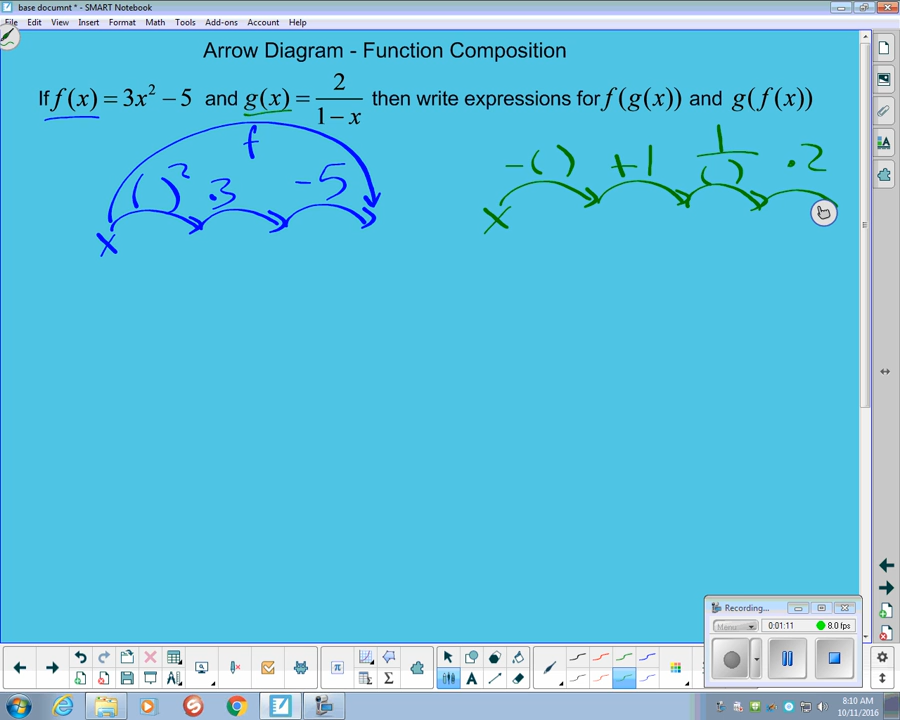 base documnt * - SMART Notebook
File Edit View Insert Format Math Tools Add-ons Account Help
Arrow Diagram - Function Composition
If f(x) = 3x² − 5 and g(x) = 2/(1 − x) then write expressions for f(g(x)) and g(f(x))
f
( )² ·3 −5
x
−( ) +1 1/( ) ·2
x
Recording...
Menu 0:01:11 8.0 fps
8:10 AM
10/11/2016